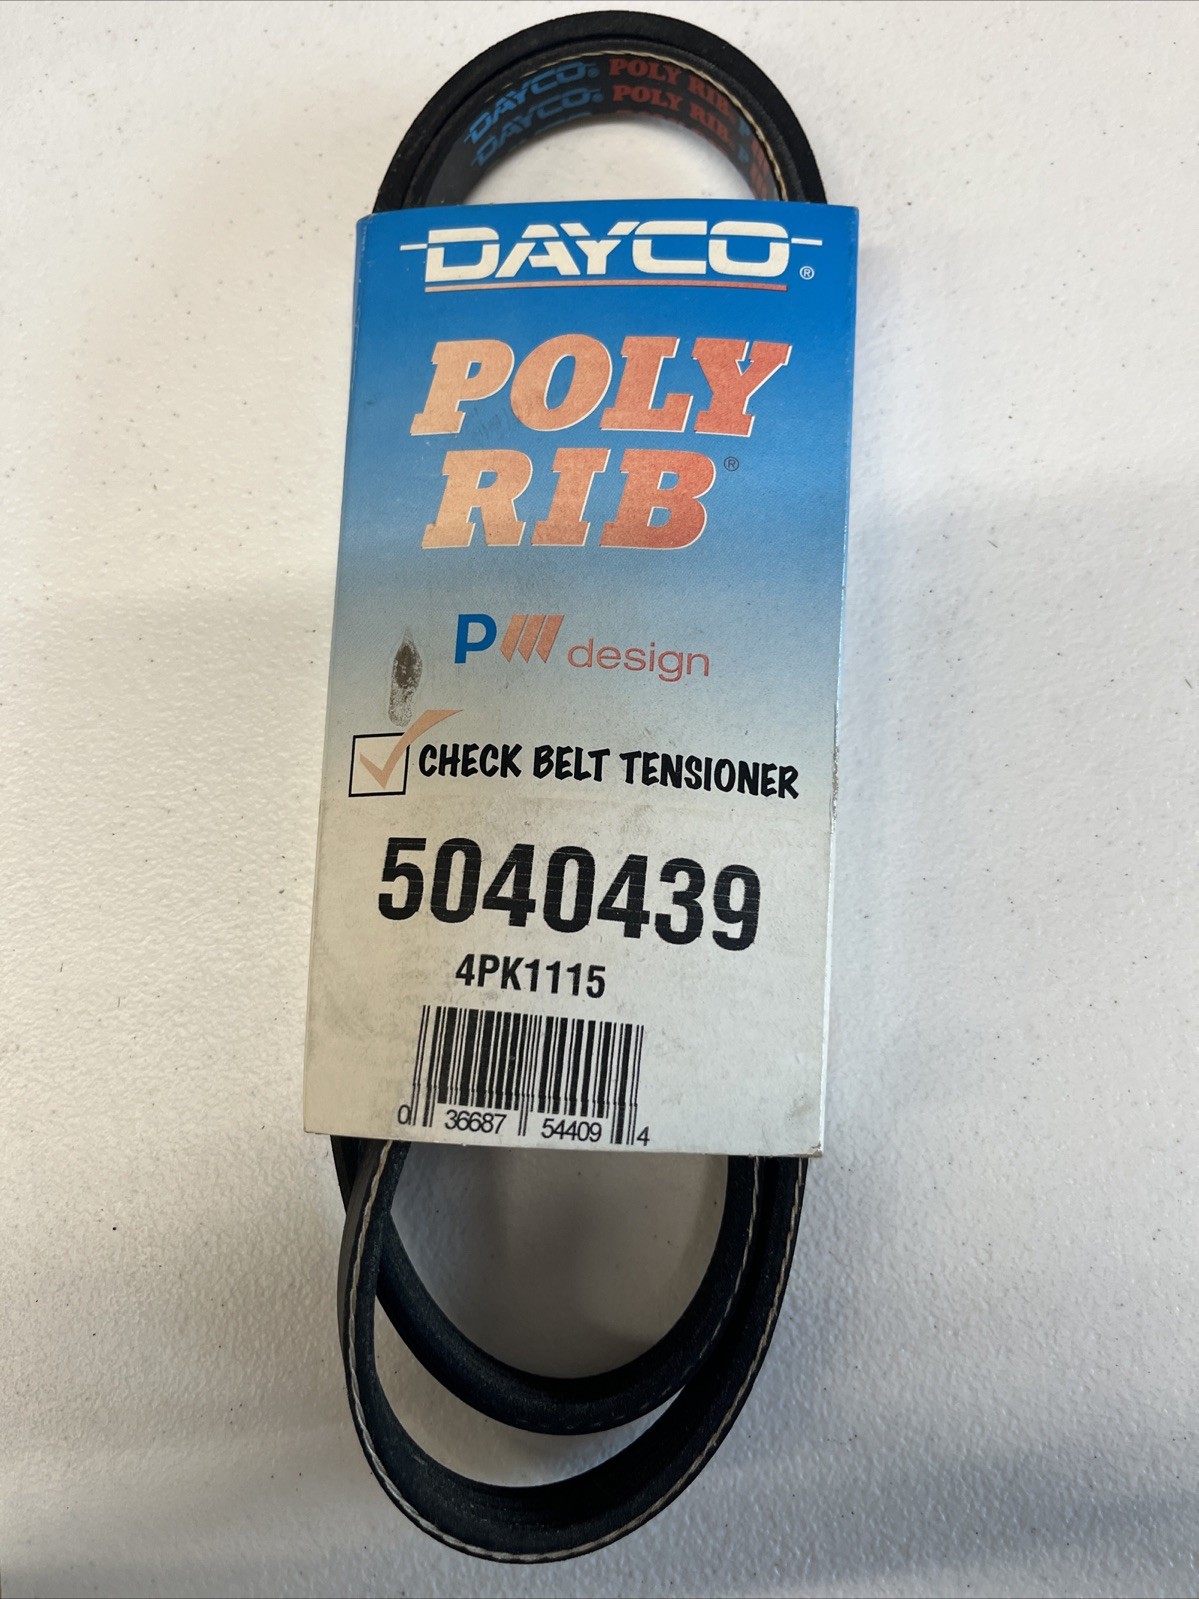 DAYCO® POLY RIB P
DAYCO® POLY RIB P
DAYCO®
POLY
RIB®
P design
CHECK BELT TENSIONER
5040439
4PK1115
0 36687 54409 4